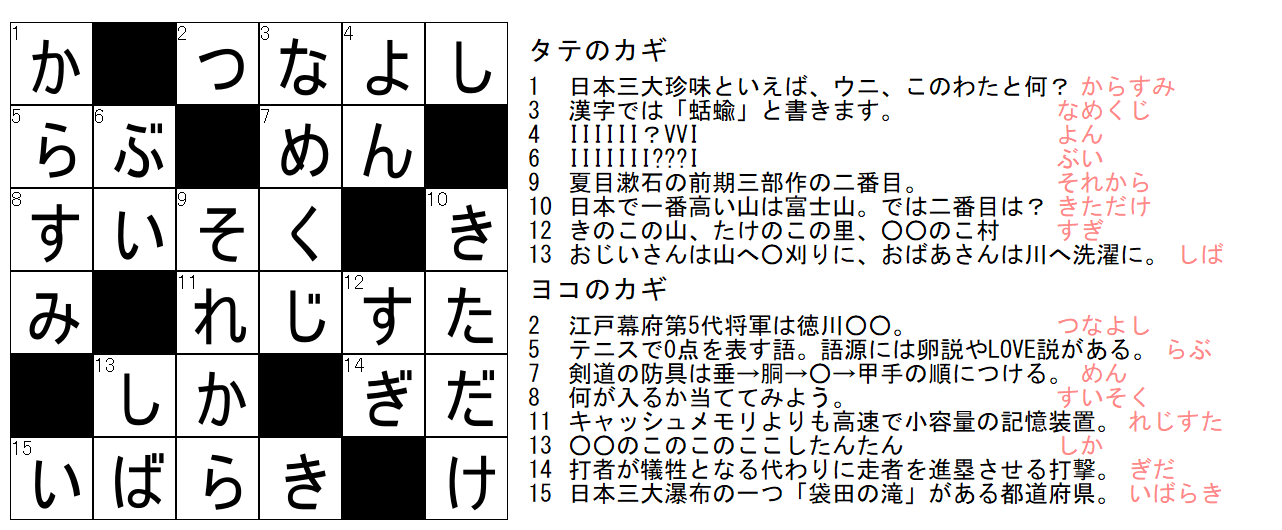 1か 2つ 3な 4よ し
5ら 6ぶ 7め ん
8す い 9そ く 10き
み 11れ じ 12す た
13し か 14ぎ だ
15い ば ら き け
タテのカギ
1 日本三大珍味といえば、ウニ、このわたと何？ からすみ
3 漢字では「蛞蝓」と書きます。 なめくじ
4 IIIIII？VVI よん
6 IIIIIII???I ぶい
9 夏目漱石の前期三部作の二番目。 それから
10 日本で一番高い山は富士山。では二番目は？ きただけ
12 きのこの山、たけのこの里、〇〇のこ村 すぎ
13 おじいさんは山へ〇刈りに、おばあさんは川へ洗濯に。 しば
ヨコのカギ
2 江戸幕府第5代将軍は徳川〇〇。 つなよし
5 テニスで0点を表す語。語源には卵説やLOVE説がある。 らぶ
7 剣道の防具は垂→胴→〇→甲手の順につける。 めん
8 何が入るか当ててみよう。 すいそく
11 キャッシュメモリよりも高速で小容量の記憶装置。 れじすた
13 〇〇のこのこのここしたんたん しか
14 打者が犠牲となる代わりに走者を進塁させる打撃。 ぎだ
15 日本三大瀑布の一つ「袋田の滝」がある都道府県。 いばらき